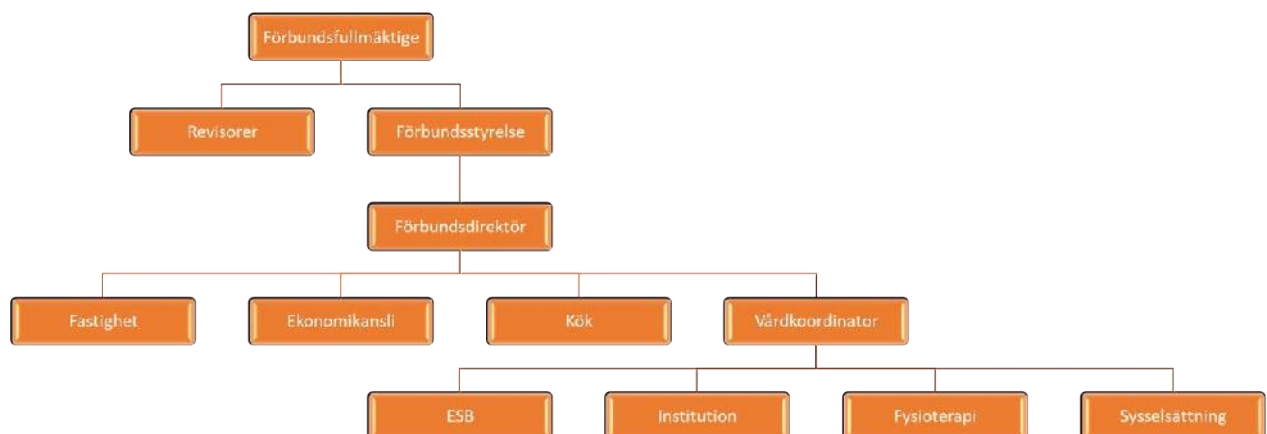 Förbundsfullmäktige
Revisorer
Förbundsstyrelse
Förbundsdirektör
Fastighet
Ekonomikansli
Kök
Vårdkoordinator
ESB
Institution
Fysioterapi
Sysselsättning